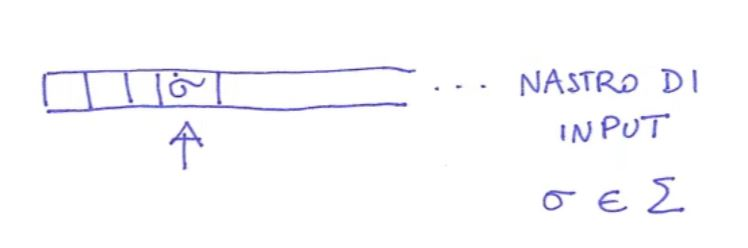 σ
... NASTRO DI
INPUT
σ ∈ Σ